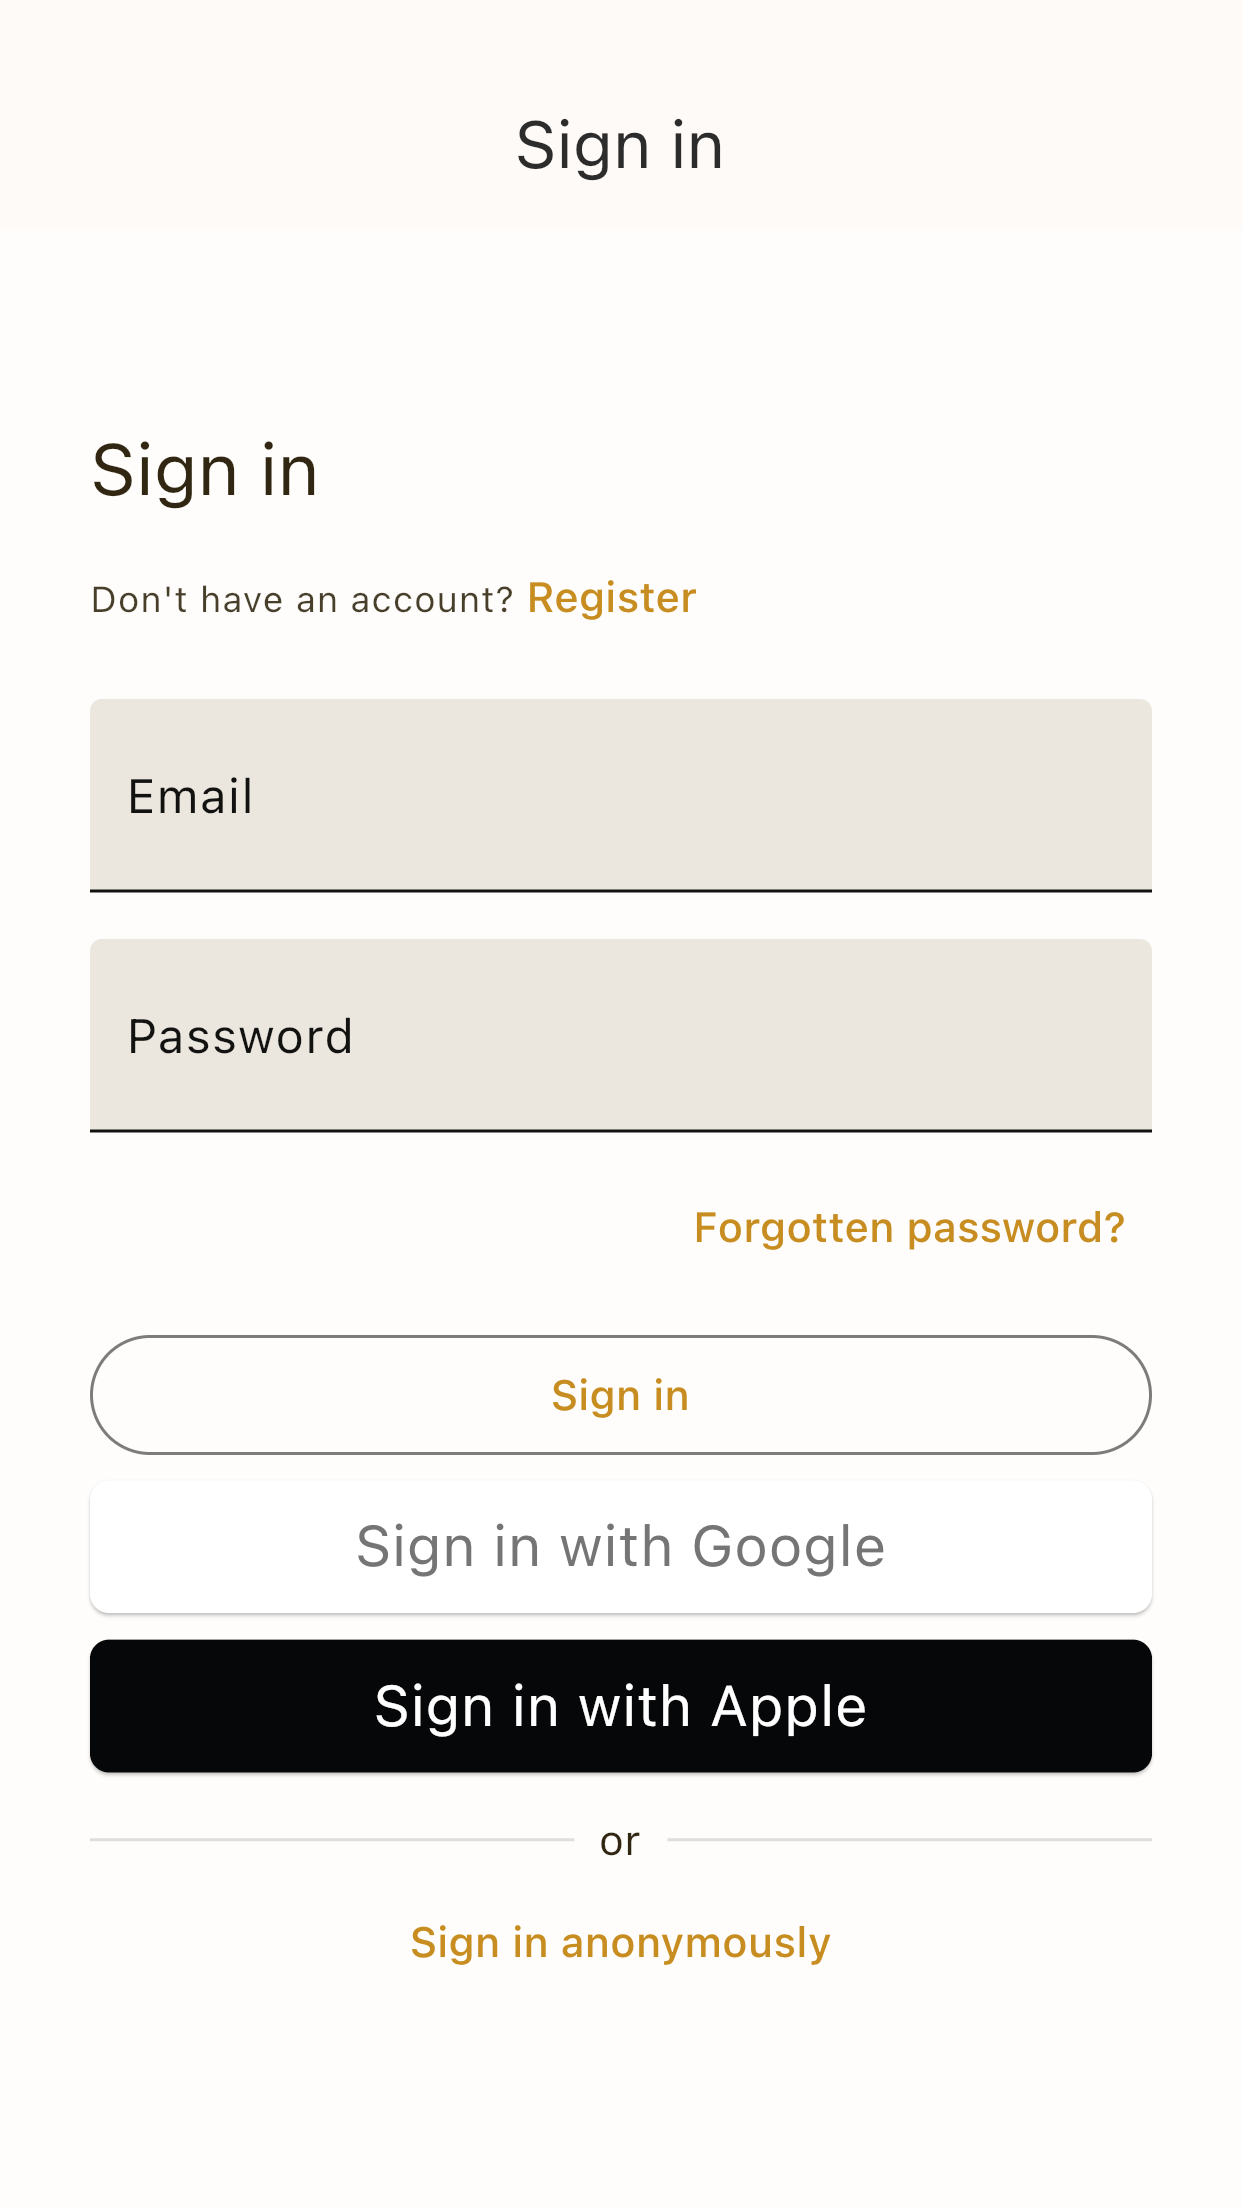 Sign in
Sign in
Don't have an account? Register
Email
Password
Forgotten password?
Sign in
Sign in with Google
Sign in with Apple
or
Sign in anonymously